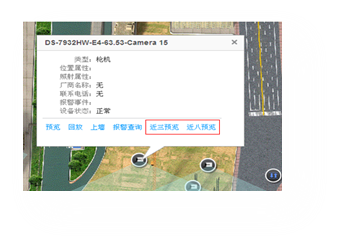 DS-7932HW-E4-63.53-Camera 15
类型：枪机
位置属性：
照射属性：
厂商名称：无
联系电话：无
报警事件：
设备状态：正常
预览 回放 上墙 报警查询 近三预览 近八预览